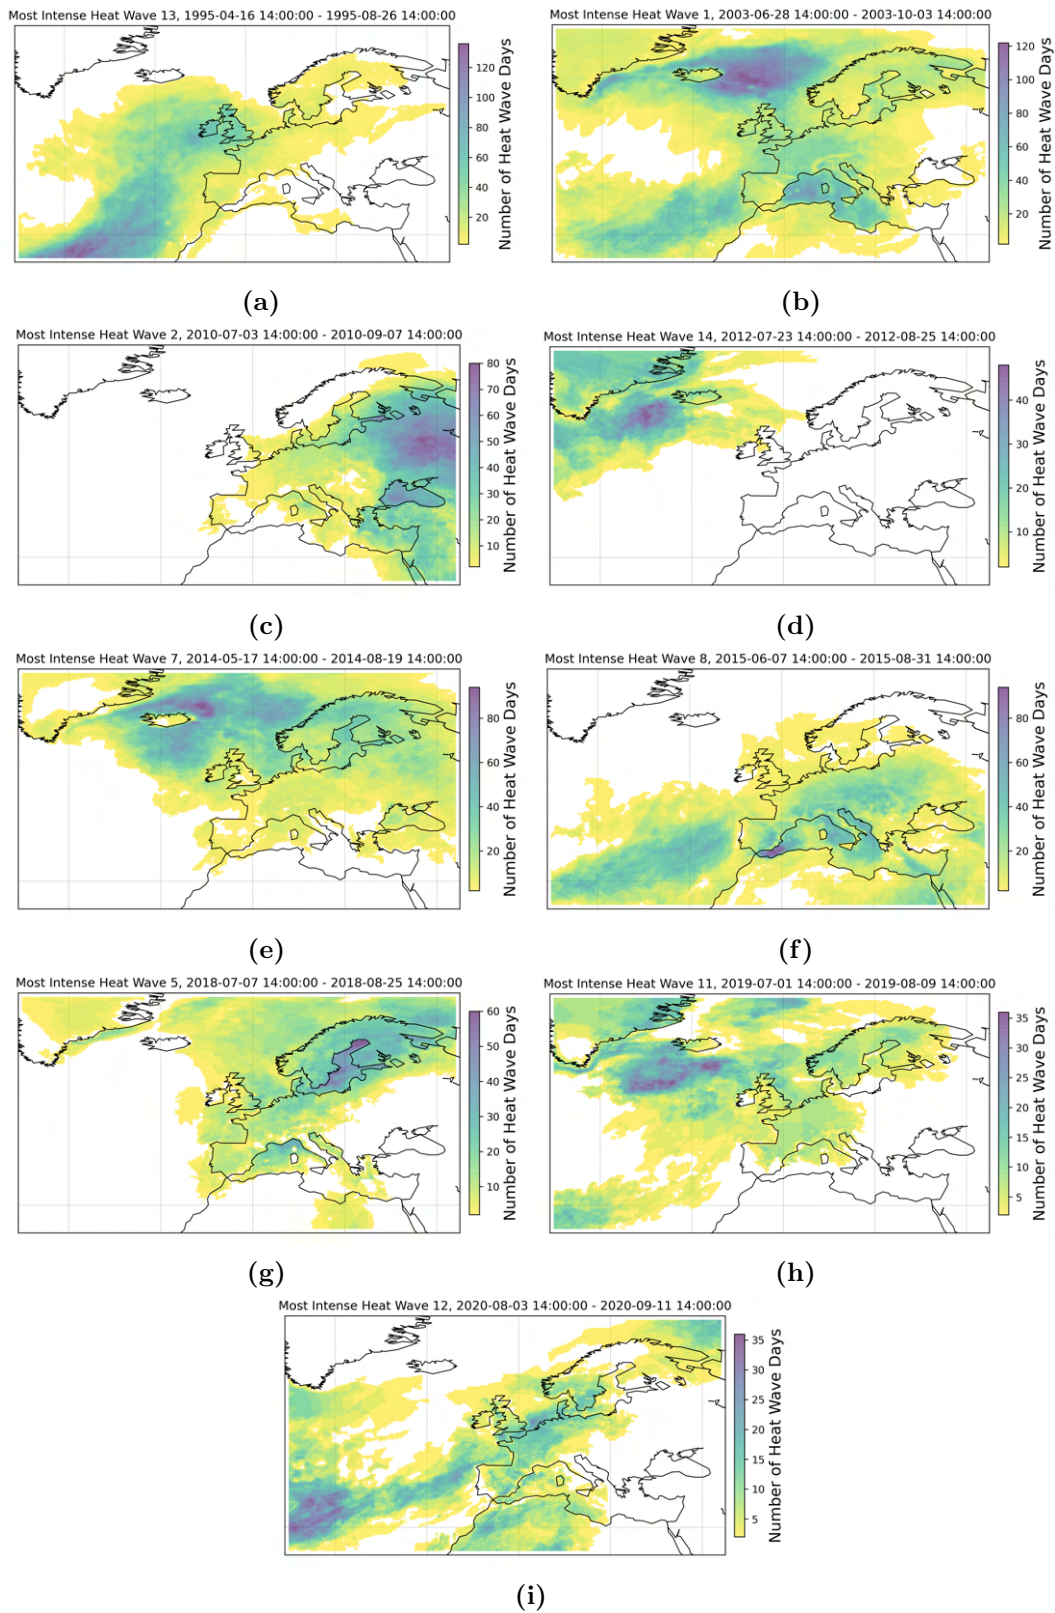 Most Intense Heat Wave 13, 1995-04-16 14:00:00 - 1995-08-26 14:00:00
120
100
80
60
40
20
Number of Heat Wave Days
(a)
Most Intense Heat Wave 1, 2003-06-28 14:00:00 - 2003-10-03 14:00:00
120
100
80
60
40
20
Number of Heat Wave Days
(b)
Most Intense Heat Wave 2, 2010-07-03 14:00:00 - 2010-09-07 14:00:00
80
70
60
50
40
30
20
10
Number of Heat Wave Days
(c)
Most Intense Heat Wave 14, 2012-07-23 14:00:00 - 2012-08-25 14:00:00
40
30
20
10
Number of Heat Wave Days
(d)
Most Intense Heat Wave 7, 2014-05-17 14:00:00 - 2014-08-19 14:00:00
80
60
40
20
Number of Heat Wave Days
(e)
Most Intense Heat Wave 8, 2015-06-07 14:00:00 - 2015-08-31 14:00:00
80
60
40
20
Number of Heat Wave Days
(f)
Most Intense Heat Wave 5, 2018-07-07 14:00:00 - 2018-08-25 14:00:00
60
50
40
30
20
10
Number of Heat Wave Days
(g)
Most Intense Heat Wave 11, 2019-07-01 14:00:00 - 2019-08-09 14:00:00
35
30
25
20
15
10
5
Number of Heat Wave Days
(h)
Most Intense Heat Wave 12, 2020-08-03 14:00:00 - 2020-09-11 14:00:00
35
30
25
20
15
10
5
Number of Heat Wave Days
(i)